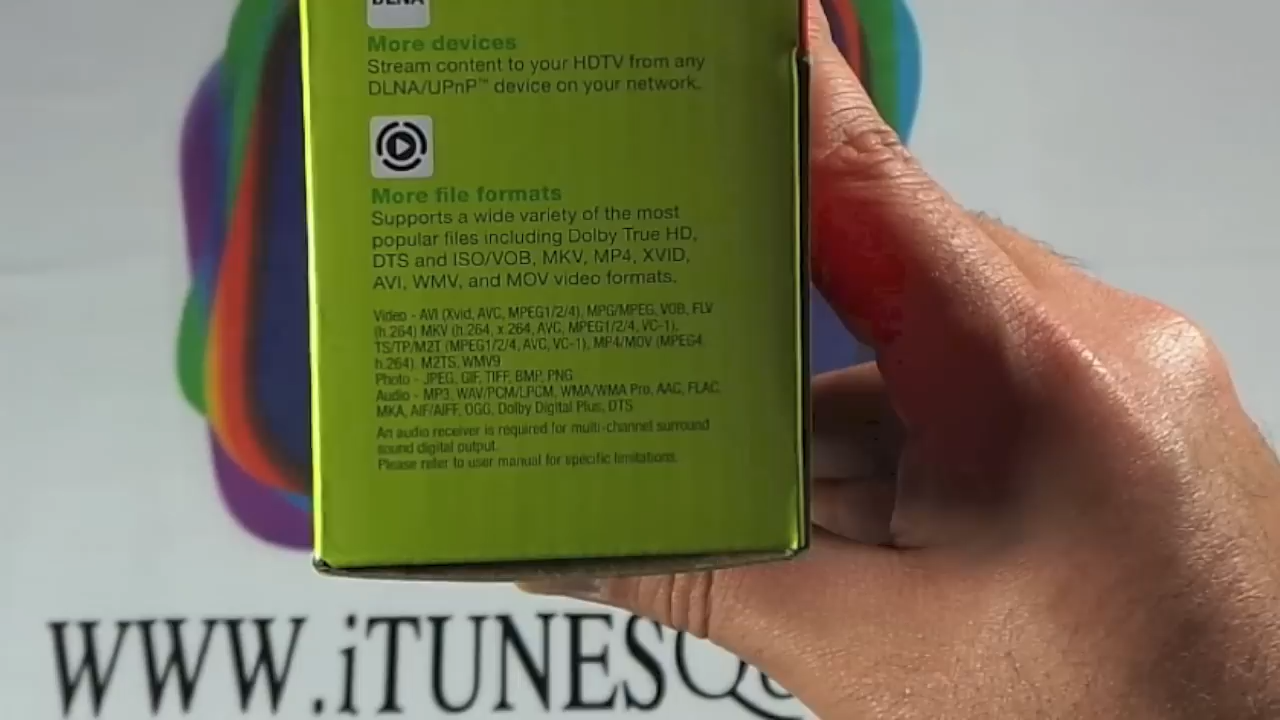 DLNA
More devices
Stream content to your HDTV from any
DLNA/UPnP™ device on your network.
More file formats
Supports a wide variety of the most
popular files including Dolby True HD,
DTS and ISO/VOB, MKV, MP4, XVID,
AVI, WMV, and MOV video formats.
Video - AVI (Xvid, AVC, MPEG1/2/4), MPG/MPEG, VOB, FLV
(h.264) MKV (h.264, x.264, AVC, MPEG1/2/4, VC-1),
TS/TP/M2T (MPEG1/2/4, AVC, VC-1), MP4/MOV (MPEG4,
h.264), M2TS, WMV9
Photo - JPEG, GIF, TIFF, BMP, PNG
Audio - MP3, WAV/PCM/LPCM, WMA/WMA Pro, AAC, FLAC,
MKA, AIF/AIFF, OGG, Dolby Digital Plus, DTS
An audio receiver is required for multi-channel surround
sound digital output.
Please refer to user manual for specific limitations.
WWW.iTUNESQu